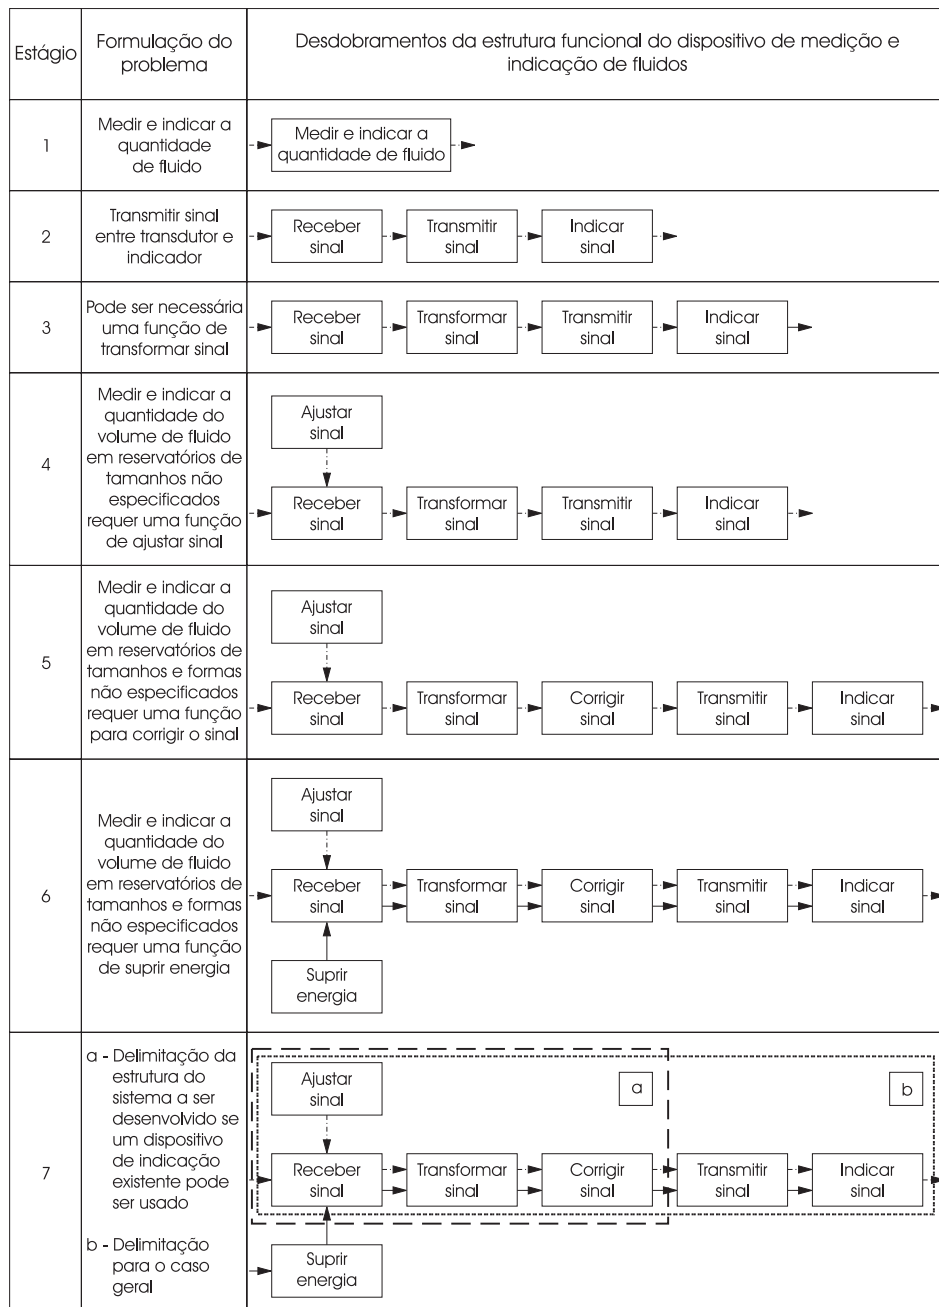 Estágio
Formulação do
problema
Desdobramentos da estrutura funcional do dispositivo de medição e
indicação de fluidos
1
Medir e indicar a
quantidade
de fluido
Medir e indicar a
quantidade de fluido
2
Transmitir sinal
entre transdutor e
indicador
Receber
sinal
Transmitir
sinal
Indicar
sinal
3
Pode ser necessária
uma função de
transformar sinal
Receber
sinal
Transformar
sinal
Transmitir
sinal
Indicar
sinal
4
Medir e indicar a
quantidade do
volume de fluido
em reservatórios de
tamanhos não
especificados
requer uma função
de ajustar sinal
Ajustar
sinal
Receber
sinal
Transformar
sinal
Transmitir
sinal
Indicar
sinal
5
Medir e indicar a
quantidade do
volume de fluido
em reservatórios de
tamanhos e formas
não especificados
requer uma função
para corrigir o sinal
Ajustar
sinal
Receber
sinal
Transformar
sinal
Corrigir
sinal
Transmitir
sinal
Indicar
sinal
6
Medir e indicar a
quantidade do
volume de fluido
em reservatórios de
tamanhos e formas
não especificados
requer uma função
de suprir energia
Ajustar
sinal
Receber
sinal
Transformar
sinal
Corrigir
sinal
Transmitir
sinal
Indicar
sinal
Suprir
energia
7
a - Delimitação da
estrutura do
sistema a ser
desenvolvido se
um dispositivo
de indicação
existente pode
ser usado
b - Delimitação
para o caso
geral
Ajustar
sinal
a
b
Receber
sinal
Transformar
sinal
Corrigir
sinal
Transmitir
sinal
Indicar
sinal
Suprir
energia